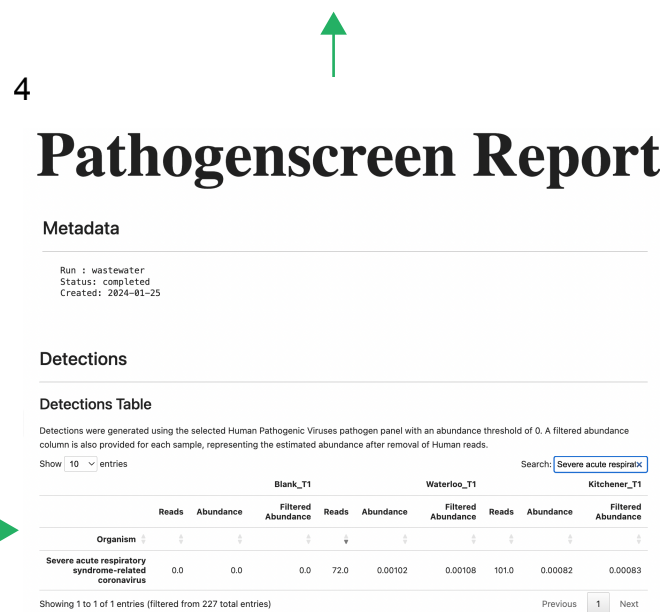 4
Pathogenscreen Report
Metadata
Run : wastewater
Status: completed
Created: 2024-01-25
Detections
Detections Table
Detections were generated using the selected Human Pathogenic Viruses pathogen panel with an abundance threshold of 0. A filtered abundance
column is also provided for each sample, representing the estimated abundance after removal of Human reads.
Show 10 entries Search: Severe acute respirat×
Blank_T1 Waterloo_T1 Kitchener_T1
Reads Abundance Filtered Abundance Reads Abundance Filtered Abundance Reads Abundance Filtered Abundance
Organism
Severe acute respiratory
syndrome-related
coronavirus
0.0 0.0 0.0 72.0 0.00102 0.00108 101.0 0.00082 0.00083
Showing 1 to 1 of 1 entries (filtered from 227 total entries) Previous 1 Next